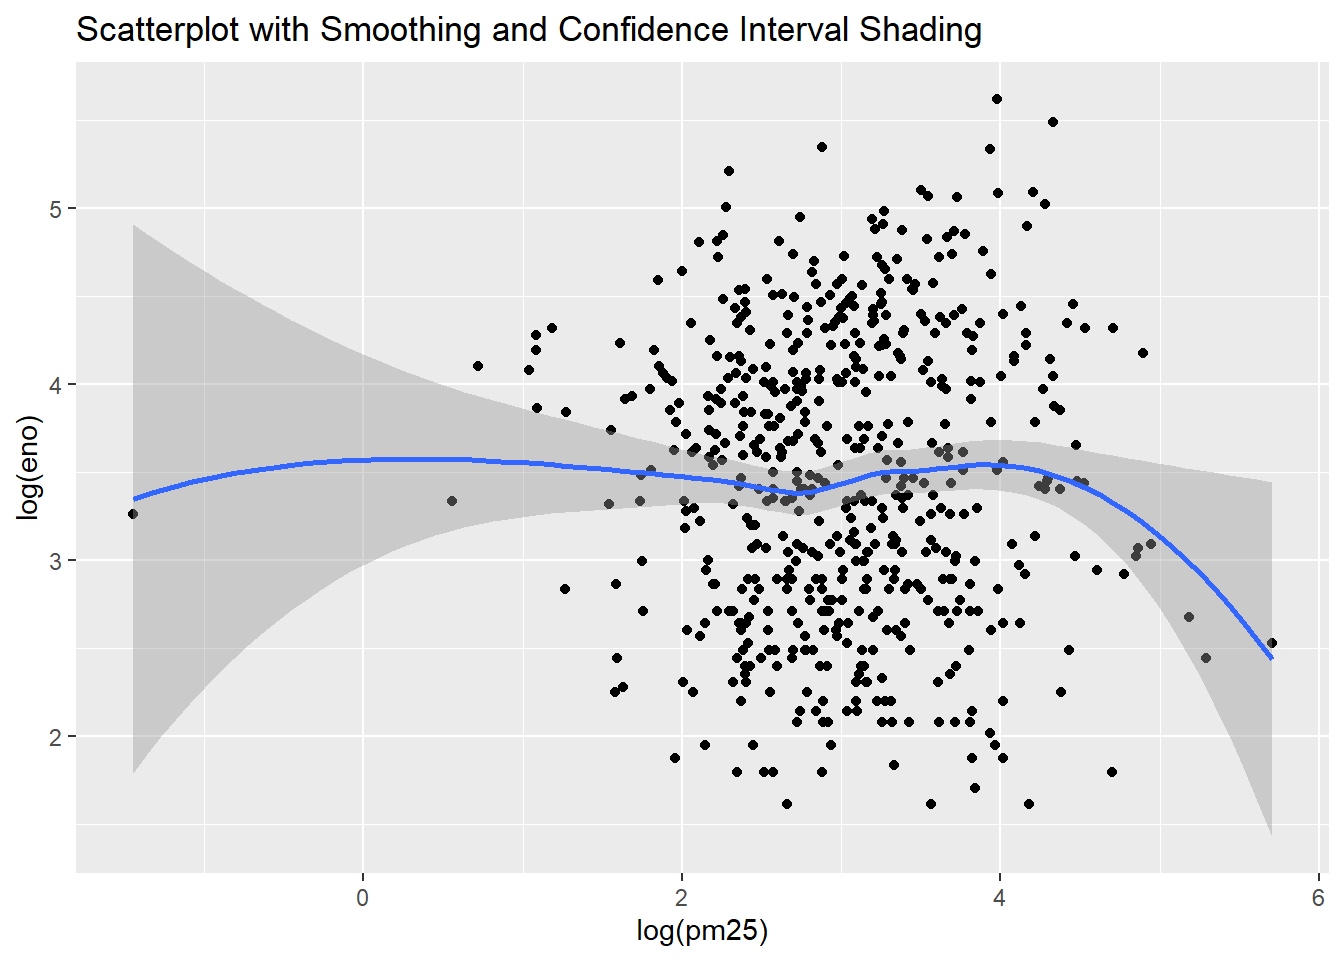 Scatterplot with Smoothing and Confidence Interval Shading
5
4
3
2
log(eno)
0 2 4 6
log(pm25)